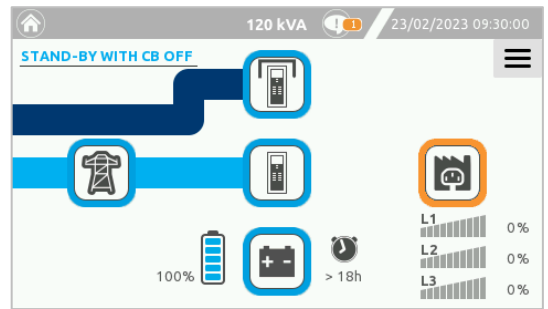 120 kVA
1
23/02/2023 09:30:00
STAND-BY WITH CB OFF
L1
0%
L2
0%
L3
0%
100%
> 18h